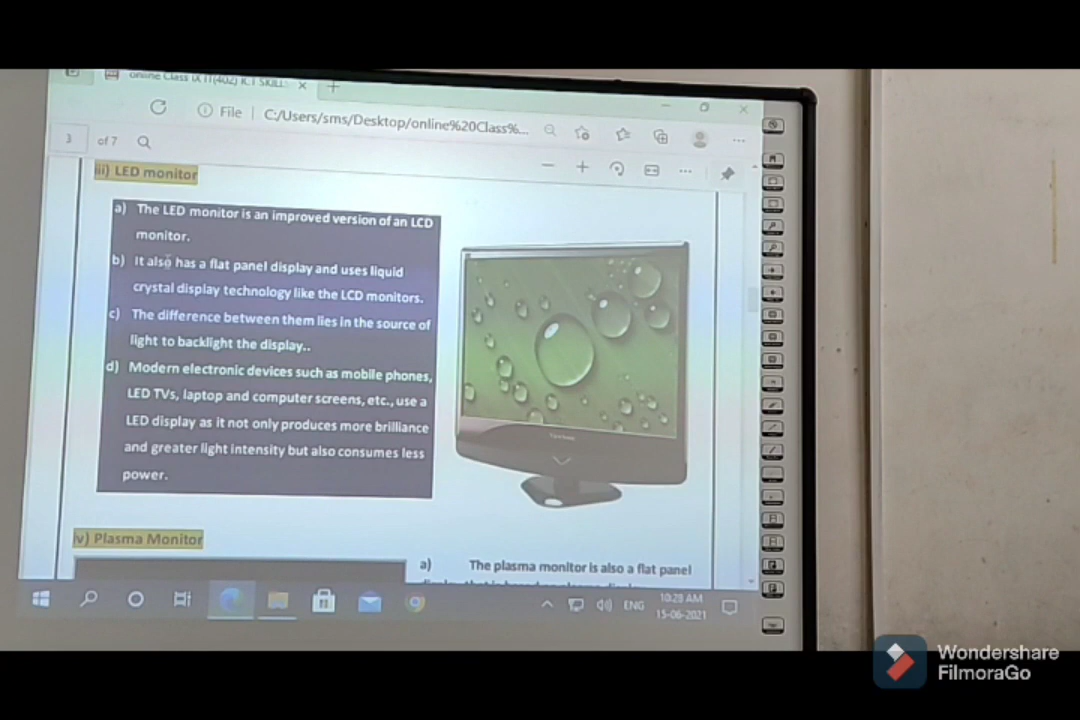 online Class IX IT(402) ICT SKILL:
File | C:/Users/sms/Desktop/online%20Class%...
3 of 7
iii) LED monitor
a) The LED monitor is an improved version of an LCD
monitor.
b) It also has a flat panel display and uses liquid
crystal display technology like the LCD monitors.
c) The difference between them lies in the source of
light to backlight the display..
d) Modern electronic devices such as mobile phones,
LED TVs, laptop and computer screens, etc., use a
LED display as it not only produces more brilliance
and greater light intensity but also consumes less
power.
iv) Plasma Monitor
a) The plasma monitor is also a flat panel
ENG
10:28 AM
15-06-2021
Wondershare
FilmoraGo